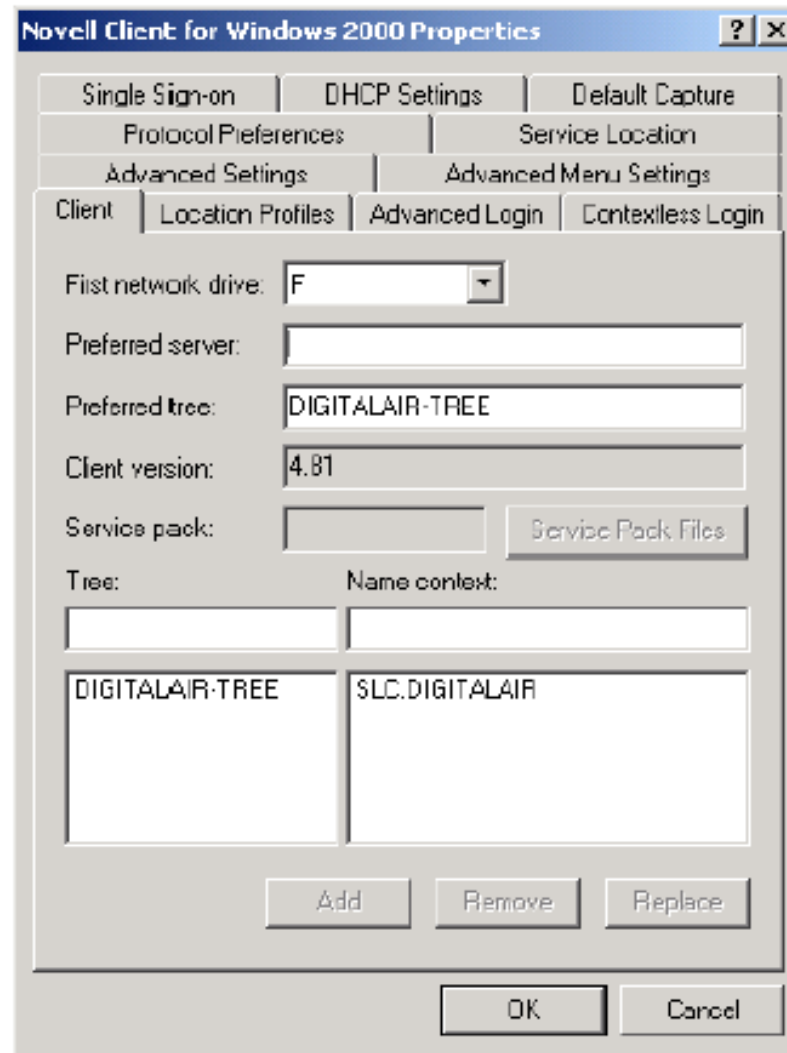 Novell Client for Windows 2000 Properties
Single Sign-on DHCP Settings Default Capture
Protocol Preferences Service Location
Advanced Settings Advanced Menu Settings
Client Location Profiles Advanced Login Contextless Login
First network drive: F
Preferred server:
Preferred tree: DIGITALAIR-TREE
Client version: 4.81
Service pack: Service Pack Files
Tree: Name context:
DIGITALAIR-TREE SLC.DIGITALAIR
Add Remove Replace
OK Cancel